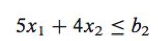 5x₁ + 4x₂ ≤ b₂